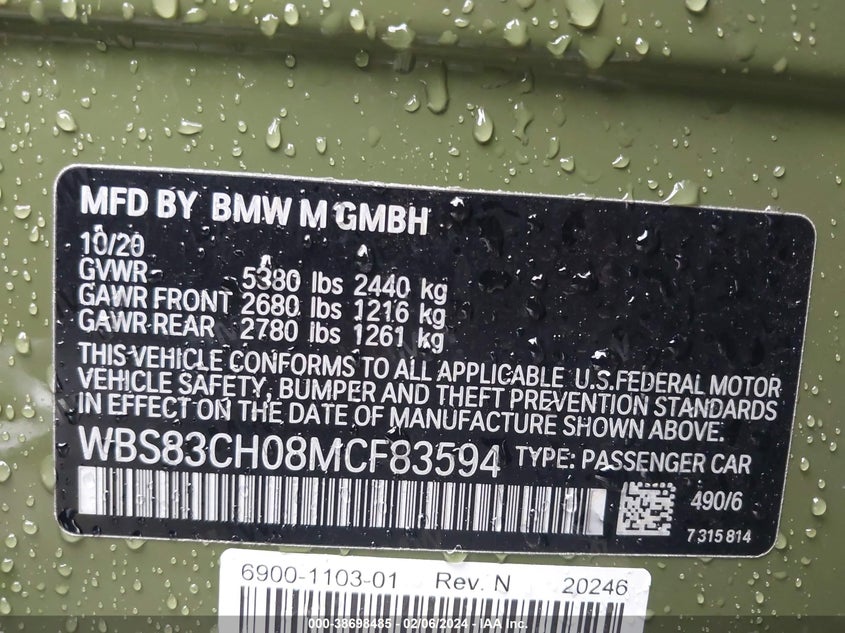 MFD BY BMW M GMBH
10/20
GVWR 5380 lbs 2440 kg
GAWR FRONT 2680 lbs 1216 kg
GAWR REAR 2780 lbs 1261 kg
THIS VEHICLE CONFORMS TO ALL APPLICABLE U.S.FEDERAL MOTOR
VEHICLE SAFETY, BUMPER AND THEFT PREVENTION STANDARDS
IN EFFECT ON THE DATE OF MANUFACTURE SHOWN ABOVE.
WBS83CH08MCF83594 TYPE: PASSENGER CAR
490/6
7 315 814
6900-1103-01 Rev. N 20246
000-38698485 - 02/06/2024 - IAA Inc.